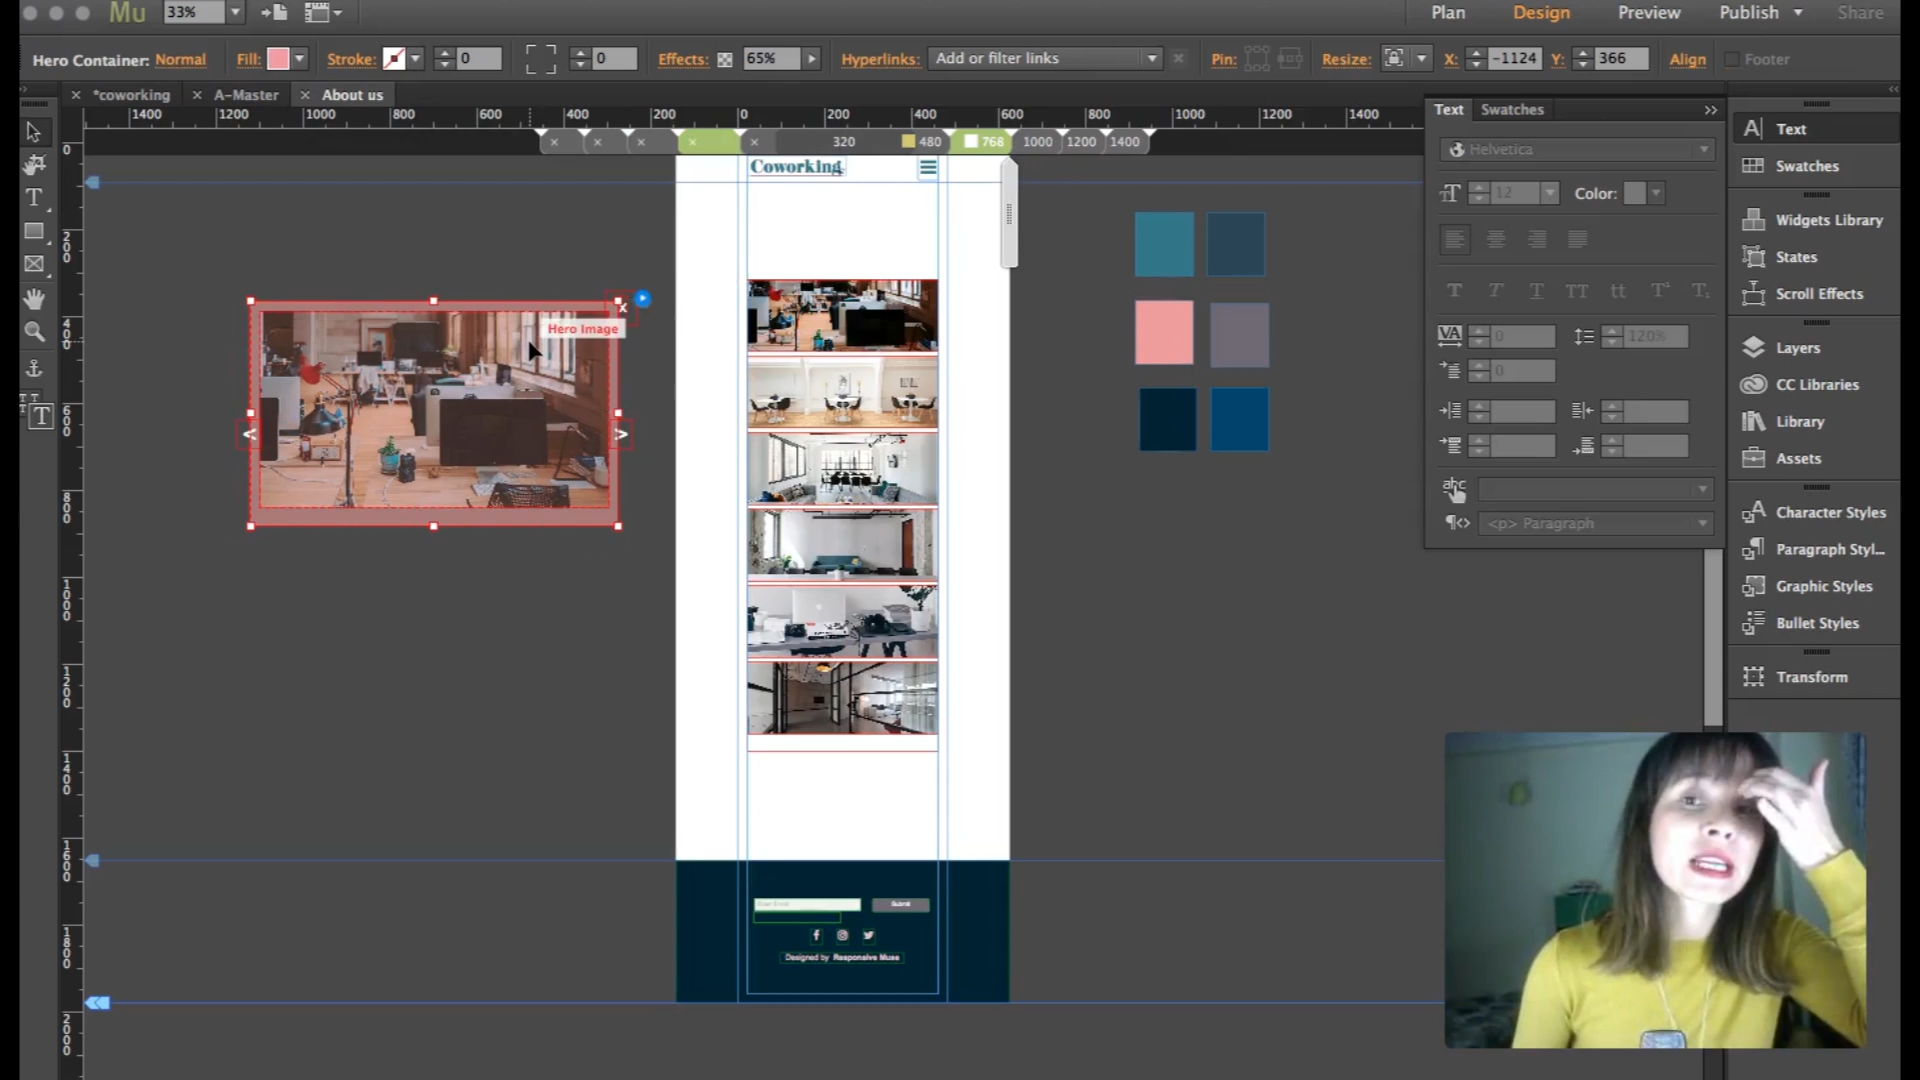 Mu 33% Plan Design Preview Publish Share
Hero Container: Normal Fill: Stroke: 0 0 Effects: 65% Hyperlinks: Add or filter links Pin: Resize: X: -1124 Y: 366 Align Footer
× *coworking × A-Master × About us
1400 1200 1000 800 600 400 200 0 200 400 600 800 1000 1200 1400
320 480 768 1000 1200 1400
Coworking
Hero Image
x
< >
Enter Email Submit
Designed by Responsive Muse
0
200
400
600
800
1000
1200
1400
1600
1800
2000
Text Swatches
Helvetica
12 Color:
0 120%
0
abc
<p> Paragraph
Text
Swatches
Widgets Library
States
Scroll Effects
Layers
CC Libraries
Library
Assets
Character Styles
Paragraph Styl...
Graphic Styles
Bullet Styles
Transform